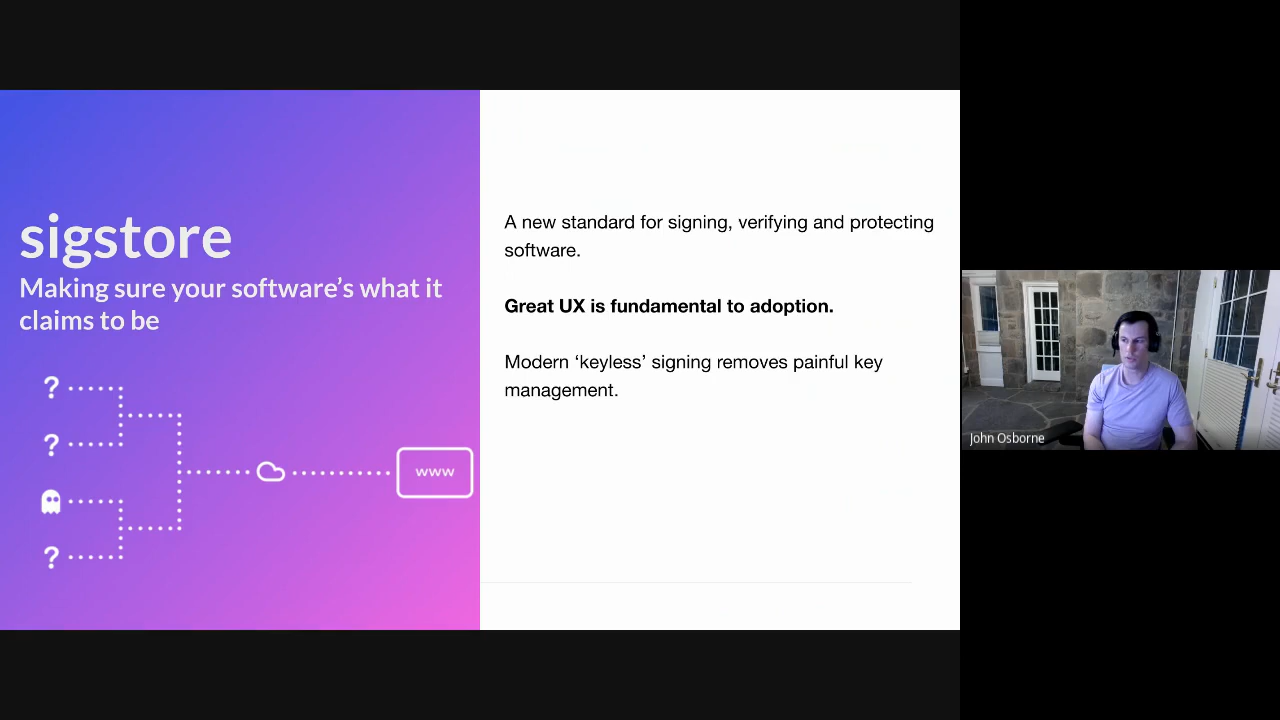 sigstore
Making sure your software’s what it
claims to be
?
?
?
www
A new standard for signing, verifying and protecting
software.
Great UX is fundamental to adoption.
Modern ‘keyless’ signing removes painful key
management.
John Osborne